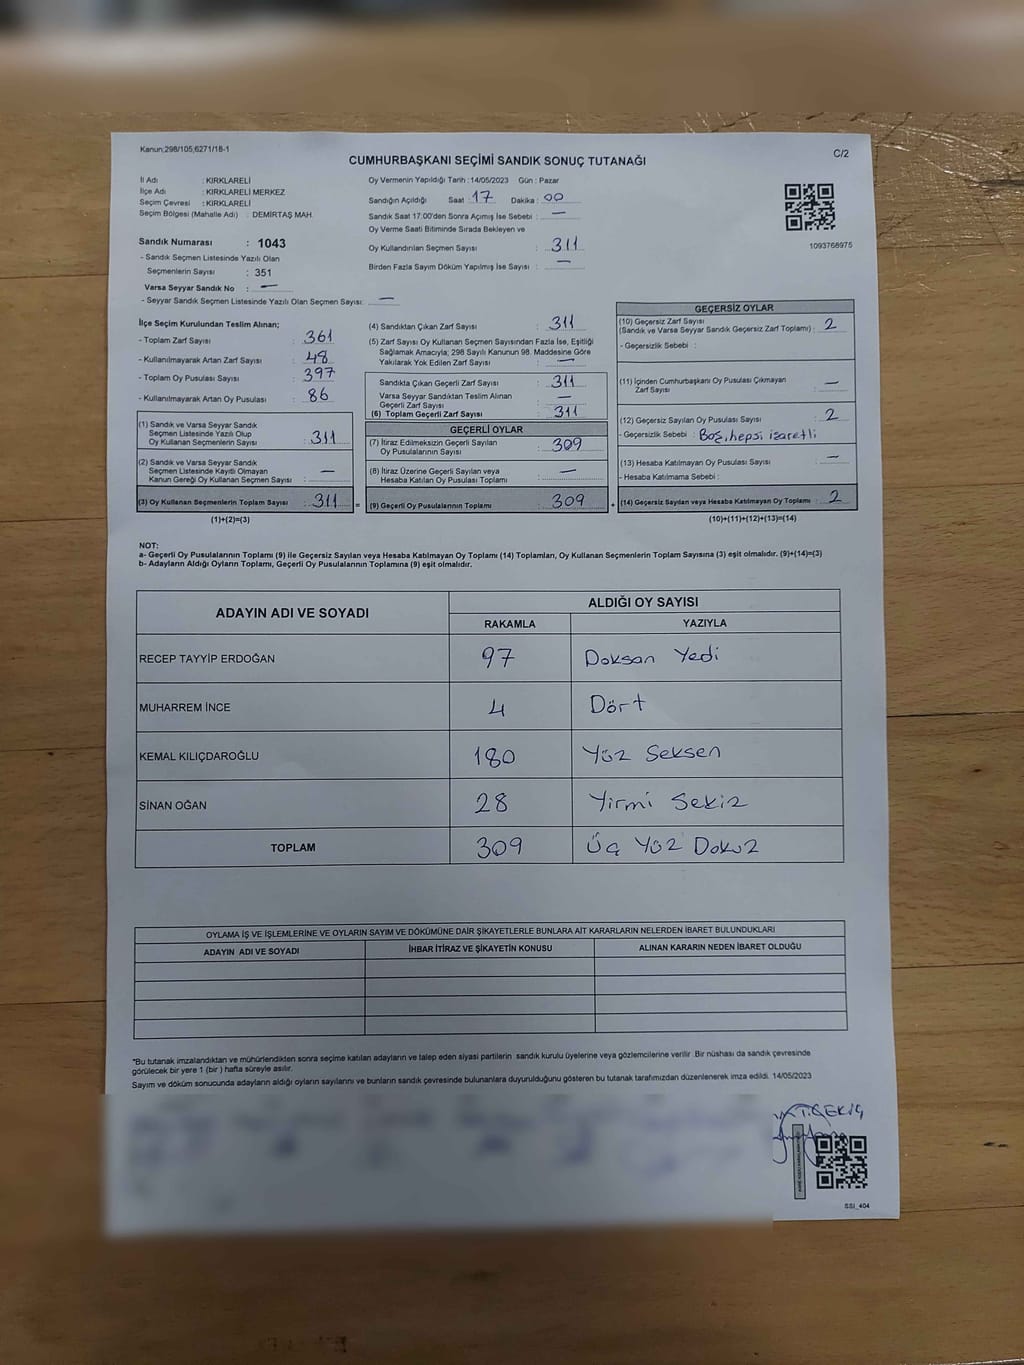 Kanun;298/105;6271/18-1
CUMHURBAŞKANI SEÇİMİ SANDIK SONUÇ TUTANAĞI
C/2
İl Adı : KIRKLARELİ
İlçe Adı : KIRKLARELİ MERKEZ
Seçim Çevresi : KIRKLARELİ
Seçim Bölgesi (Mahalle Adı) : DEMİRTAŞ MAH.
Sandık Numarası : 1043
- Sandık Seçmen Listesinde Yazılı Olan
Seçmenlerin Sayısı : 351
Varsa Seyyar Sandık No : —
- Seyyar Sandık Seçmen Listesinde Yazılı Olan Seçmen Sayısı: —
Oy Vermenin Yapıldığı Tarih : 14/05/2023 Gün : Pazar
Sandığın Açıldığı Saat : 17 Dakika : 00
Sandık Saat 17:00'den Sonra Açımış İse Sebebi : —
Oy Verme Saati Bitiminde Sırada Bekleyen ve
Oy Kullandırılan Seçmen Sayısı : 311
Birden Fazla Sayım Döküm Yapılmış İse Sayısı : —
1093768975
İlçe Seçim Kurulundan Teslim Alınan;
- Toplam Zarf Sayısı : 361
- Kullanılmayarak Artan Zarf Sayısı : 48
- Toplam Oy Pusulası Sayısı : 397
- Kullanılmayarak Artan Oy Pusulası : 86
(1) Sandık ve Varsa Seyyar Sandık
Seçmen Listesinde Yazılı Olup
Oy Kullanan Seçmenlerin Sayısı : 311
(2) Sandık ve Varsa Seyyar Sandık
Seçmen Listesinde Kayıtlı Olmayan
Kanun Gereği Oy Kullanan Seçmen Sayısı : —
(3) Oy Kullanan Seçmenlerin Toplam Sayısı : 311 =
(1)+(2)=(3)
(4) Sandıktan Çıkan Zarf Sayısı : 311
(5) Zarf Sayısı Oy Kullanan Seçmen Sayısından Fazla İse, Eşitliği
Sağlamak Amacıyla; 298 Sayılı Kanunun 98. Maddesine Göre
Yakılarak Yok Edilen Zarf Sayısı : —
Sandıkta Çıkan Geçerli Zarf Sayısı : 311
Varsa Seyyar Sandıktan Teslim Alınan
Geçerli Zarf Sayısı : —
(6) Toplam Geçerli Zarf Sayısı : 311
GEÇERLİ OYLAR
(7) İtiraz Edilmeksizin Geçerli Sayılan
Oy Pusulasının Sayısı : 309
(8) İtiraz Üzerine Geçerli Sayılan veya
Hesaba Katılan Oy Pusulası Toplamı : —
(9) Geçerli Oy Pusulalarının Toplamı : 309 +
GEÇERSİZ OYLAR
(10) Geçersiz Zarf Sayısı
(Sandık ve Varsa Seyyar Sandık Geçersiz Zarf Toplamı) : 2
- Geçersizlik Sebebi :
(11) İçinden Cumhurbaşkanı Oy Pusulası Çıkmayan
Zarf Sayısı : —
(12) Geçersiz Sayılan Oy Pusulası Sayısı : 2
- Geçersizlik Sebebi : Boş, hepsi işaretli
(13) Hesaba Katılmayan Oy Pusulası Sayısı : —
- Hesaba Katılmama Sebebi :
(14) Geçersiz Sayılan veya Hesaba Katılmayan Oy Toplamı : 2
(10)+(11)+(12)+(13)=(14)
NOT:
a- Geçerli Oy Pusulalarının Toplamı (9) ile Geçersiz Sayılan veya Hesaba Katılmayan Oy Toplamı (14) Toplamları, Oy Kullanan Seçmenlerin Toplam Sayısına (3) eşit olmalıdır. (9)+(14)=(3)
b- Adayların Aldığı Oyların Toplamı, Geçerli Oy Pusulalarının Toplamına (9) eşit olmalıdır.
ADAYIN ADI VE SOYADI
ALDIĞI OY SAYISI
RAKAMLA YAZIYLA
RECEP TAYYİP ERDOĞAN 97 Doksan Yedi
MUHARREM İNCE 4 Dört
KEMAL KILIÇDAROĞLU 180 Yüz Seksen
SİNAN OĞAN 28 Yirmi Sekiz
TOPLAM 309 Üç Yüz Dokuz
OYLAMA İŞ VE İŞLEMLERİNE VE OYLARIN SAYIM VE DÖKÜMÜNE DAİR ŞİKAYETLERLE BUNLARA AİT KARARLARIN NELERDEN İBARET BULUNDUKLARI
ADAYIN ADI VE SOYADI İHBAR İTİRAZ VE ŞİKAYETİN KONUSU ALINAN KARARIN NEDEN İBARET OLDUĞU
*Bu tutanak imzalandıktan ve mühürlendikten sonra seçime katılan adayların ve talep eden siyasi partilerin sandık kurulu üyelerine veya gözlemcilerine verilir. Bir nüshası da sandık çevresinde
görülecek bir yere 1 (bir) hafta süreyle asılır.
Sayım ve döküm sonucunda adayların aldığı oyların sayılarını ve bunların sandık çevresinde bulunanlara duyurulduğunu gösteren bu tutanak tarafımızdan düzenlenerek imza edildi. 14/05/2023
SSI_404